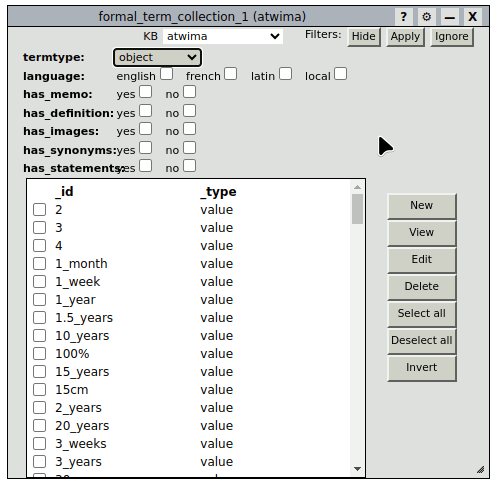 formal_term_collection_1 (atwima) ? ⚙ – X
KB atwima Filters: Hide Apply Ignore
termtype: object
language: english french latin local
has_memo: yes no
has_definition: yes no
has_images: yes no
has_synonyms: yes no
has_statements: yes no
_id _type
2 value
3 value
4 value
1_month value
1_week value
1_year value
1.5_years value
10_years value
100% value
15_years value
15cm value
2_years value
20_years value
3_weeks value
3_years value
New
View
Edit
Delete
Select all
Deselect all
Invert